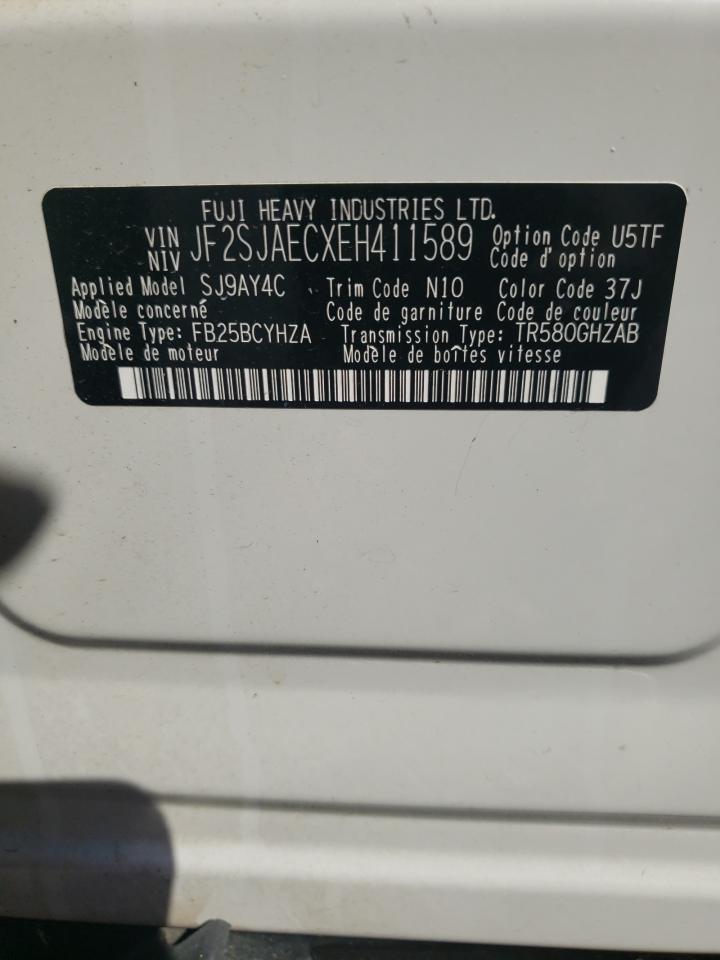 FUJI HEAVY INDUSTRIES LTD.
VIN NIV JF2SJAECXEH411589 Option Code U5TF
Code d'option
Applied Model SJ9AY4C Trim Code N10 Color Code 37J
Modèle concerné Code de garniture Code de couleur
Engine Type: FB25BCYHZA Transmission Type: TR580GHZAB
Modèle de moteur Modèle de boîtes vitesse